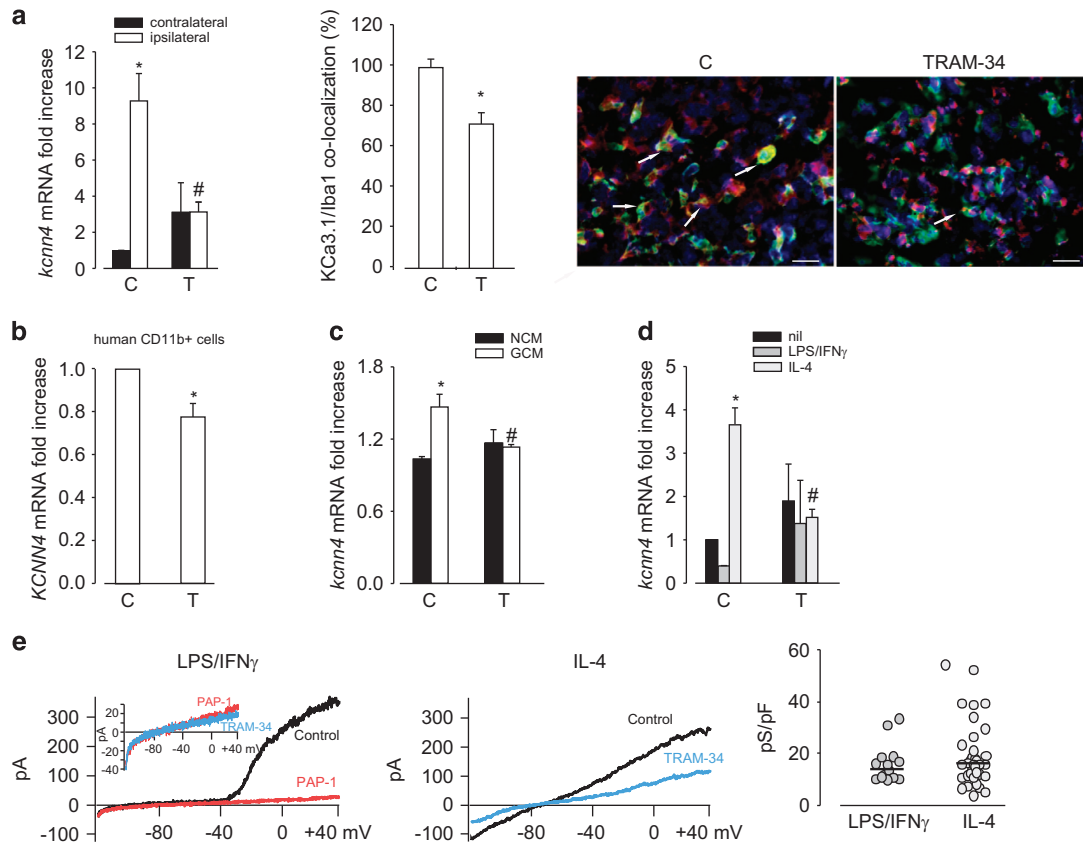 a
contralateral
ipsilateral
kcnn4 mRNA fold increase
12
10
8
6
4
2
0
*
#
C
T
KCa3.1/Iba1 co-localization (%)
120
100
80
60
40
20
0
*
C
T
C
TRAM-34
b
human CD11b+ cells
KCNN4 mRNA fold increase
1.0
0.8
0.6
0.4
0.2
0.0
*
C
T
c
NCM
GCM
kcnn4 mRNA fold increase
1.8
1.2
0.6
0.0
*
#
C
T
d
nil
LPS/IFNγ
IL-4
kcnn4 mRNA fold increase
5
4
3
2
1
0
*
#
C
T
e
LPS/IFNγ
pA
300
200
100
0
-100
-80
0
+40 mV
pA
20
0
-20
-40
-80
-40
0
+40 mV
PAP-1
TRAM-34
Control
PAP-1
IL-4
pA
300
200
100
0
-100
-80
0
+40 mV
Control
TRAM-34
pS/pF
60
40
20
0
LPS/IFNγ
IL-4